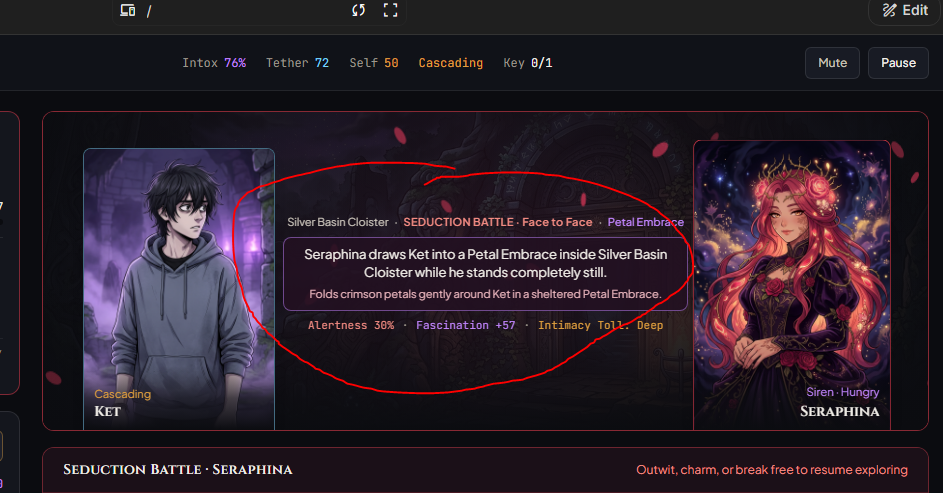 /
Edit
Intox 76% Tether 72 Self 50 Cascading Key 0/1
Mute
Pause
Silver Basin Cloister · SEDUCTION BATTLE · Face to Face · Petal Embrace
Seraphina draws Ket into a Petal Embrace inside Silver Basin
Cloister while he stands completely still.
Folds crimson petals gently around Ket in a sheltered Petal Embrace.
Alertness 30% · Fascination +57 · Intimacy Toll: Deep
Cascading
KET
Siren · Hungry
SERAPHINA
SEDUCTION BATTLE · SERAPHINA
Outwit, charm, or break free to resume exploring